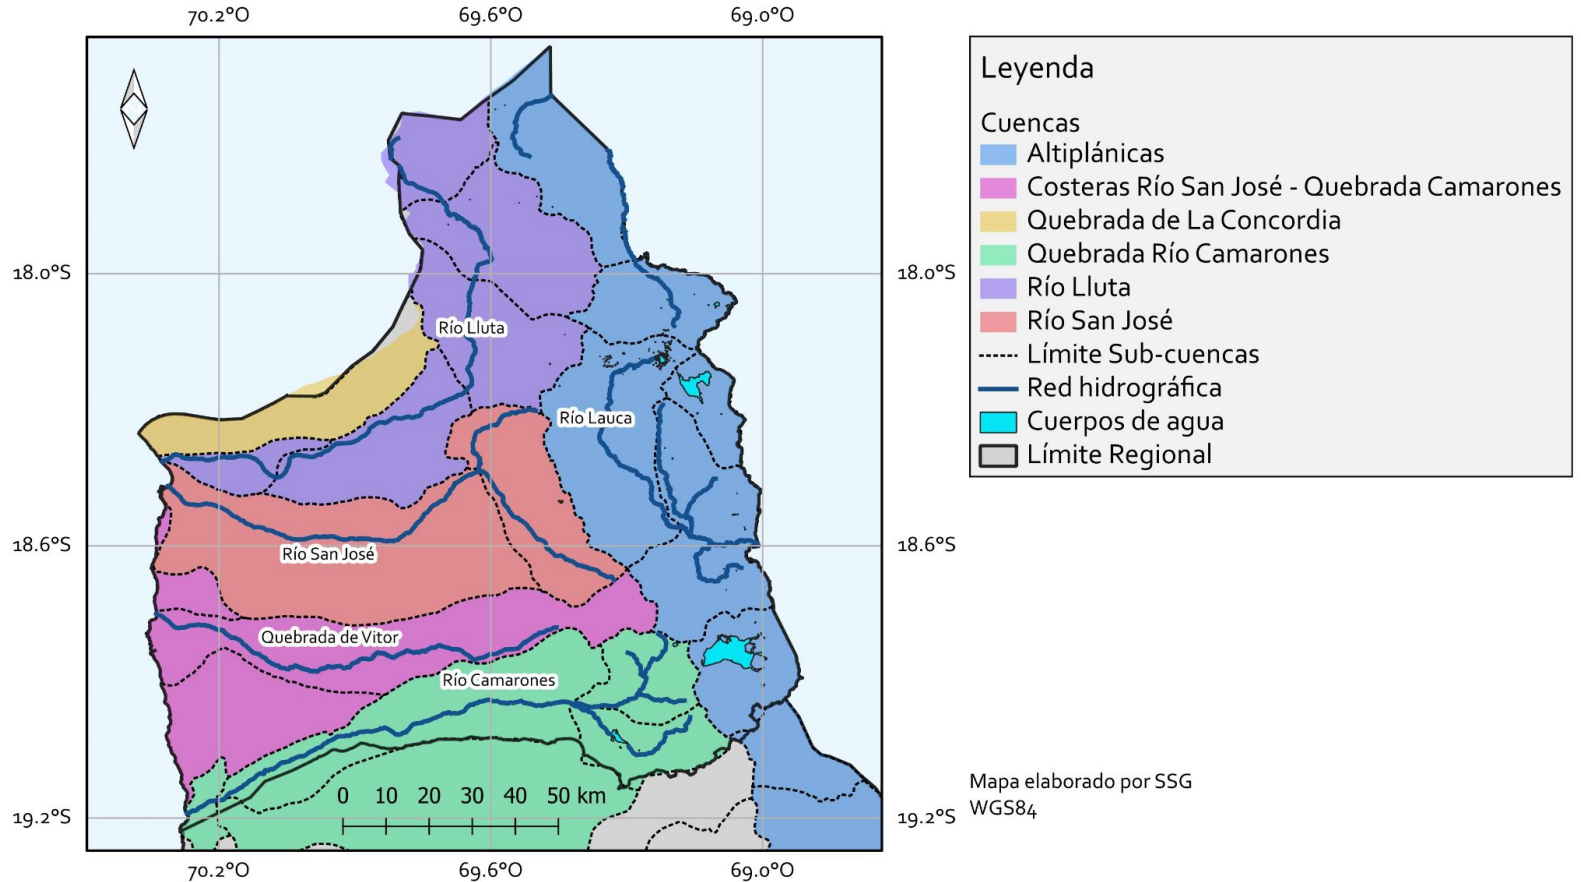 70.2°O 69.6°O 69.0°O
Leyenda
Cuencas
Altiplánicas
Costeras Río San José - Quebrada Camarones
Quebrada de La Concordia
Quebrada Río Camarones
Río Lluta
Río San José
Límite Sub-cuencas
Red hidrográfica
Cuerpos de agua
Límite Regional
18.0°S 18.0°S
Río Lluta
Río Lauca
18.6°S 18.6°S
Río San José
Quebrada de Vitor
Río Camarones
0 10 20 30 40 50 km
19.2°S 19.2°S
70.2°O 69.6°O 69.0°O
Mapa elaborado por SSG
WGS84